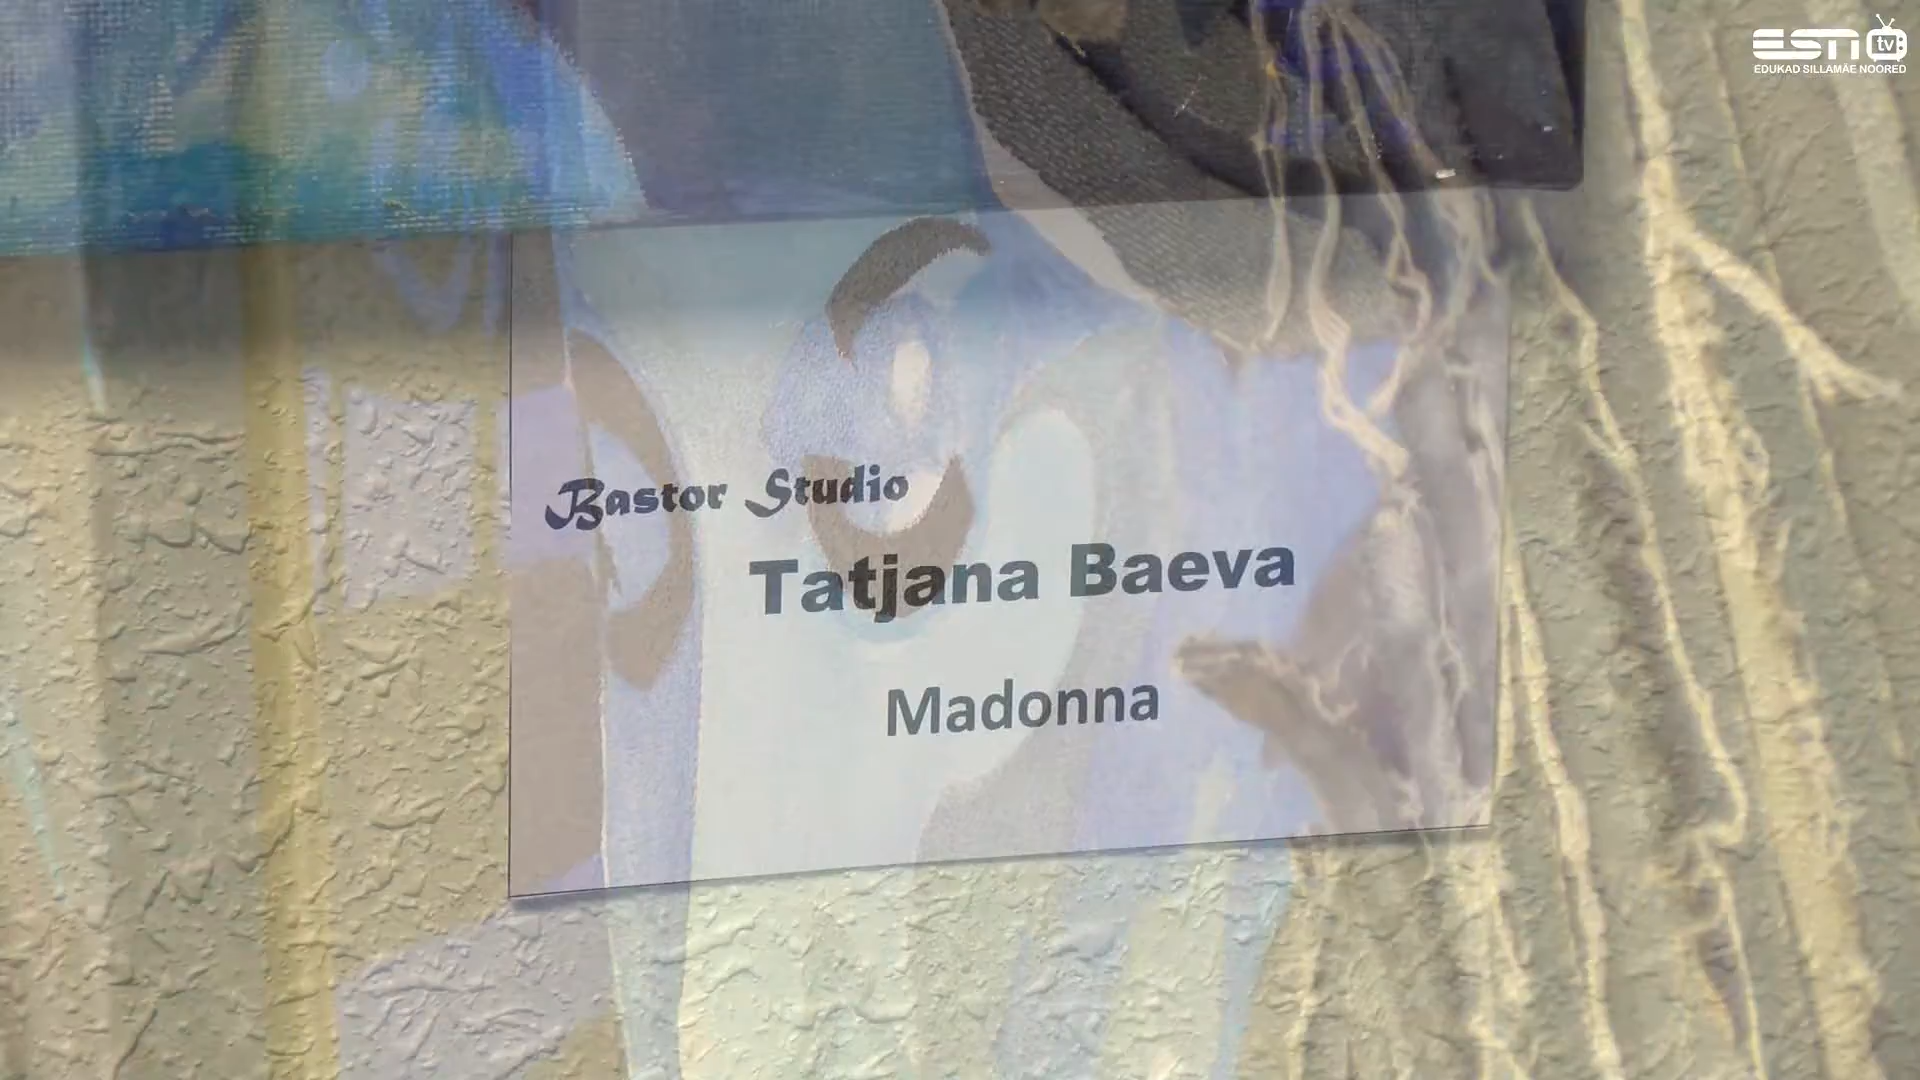 ESN tv
EDUKAD SILLAMÄE NOORED
Bastor Studio
Tatjana Baeva
Madonna